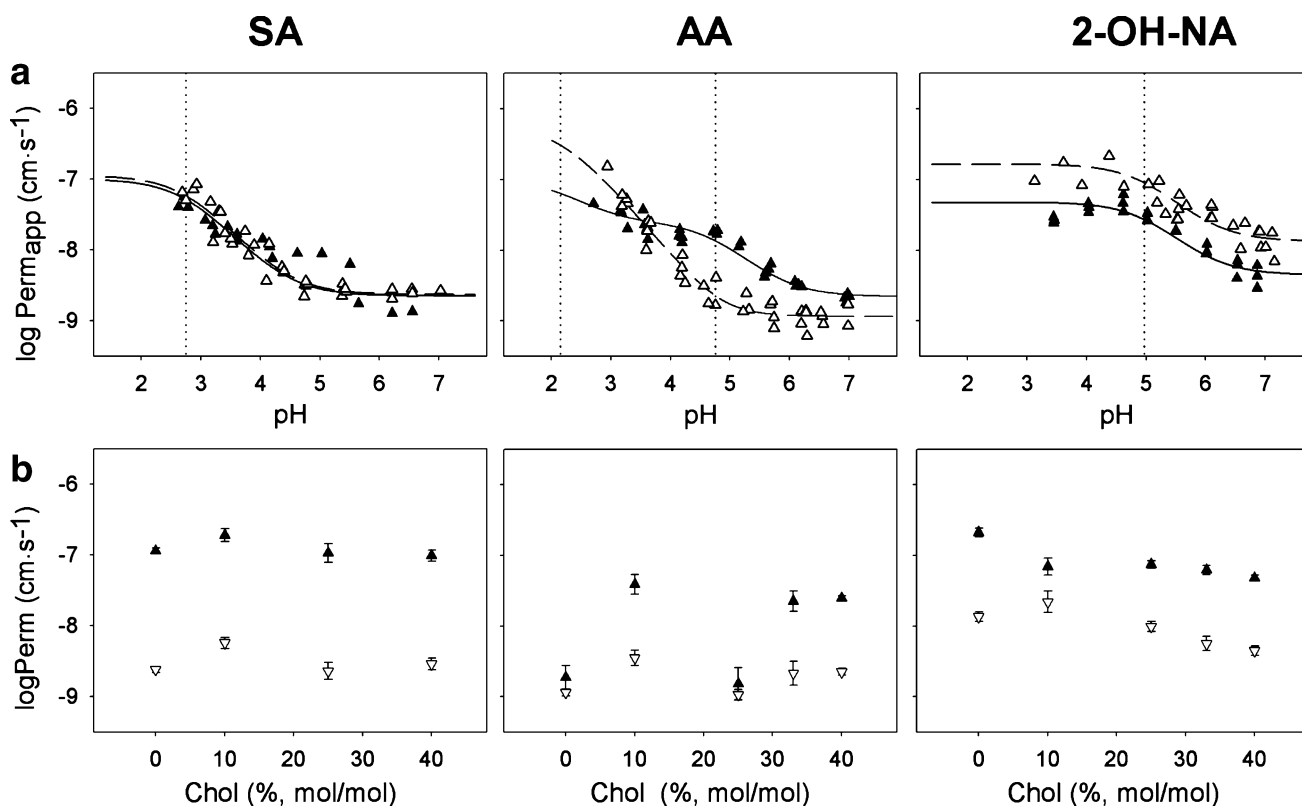 SA AA 2-OH-NA
a
log Permapp (cm·s-1)
-6
-7
-8
-9
2 3 4 5 6 7
2 3 4 5 6 7
2 3 4 5 6 7
pH pH pH
b
logPerm (cm·s-1)
-6
-7
-8
-9
0 10 20 30 40
0 10 20 30 40
0 10 20 30 40
Chol (%, mol/mol) Chol (%, mol/mol) Chol (%, mol/mol)